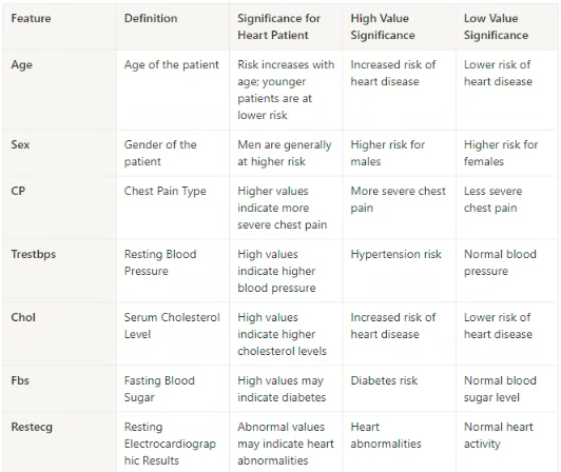 Feature
Definition
Significance for
Heart Patient
High Value
Significance
Low Value
Significance
Age
Age of the patient
Risk increases with
age; younger
patients are at
lower risk
Increased risk of
heart disease
Lower risk of
heart disease
Sex
Gender of the
patient
Men are generally
at higher risk
Higher risk for
males
Higher risk for
females
CP
Chest Pain Type
Higher values
indicate more
severe chest pain
More severe chest
pain
Less severe
chest pain
Trestbps
Resting Blood
Pressure
High values
indicate higher
blood pressure
Hypertension risk
Normal blood
pressure
Chol
Serum Cholesterol
Level
High values
indicate higher
cholesterol levels
Increased risk of
heart disease
Lower risk of
heart disease
Fbs
Fasting Blood
Sugar
High values may
indicate diabetes
Diabetes risk
Normal blood
sugar level
Restecg
Resting
Electrocardiograp
hic Results
Abnormal values
may indicate heart
abnormalities
Heart
abnormalities
Normal heart
activity